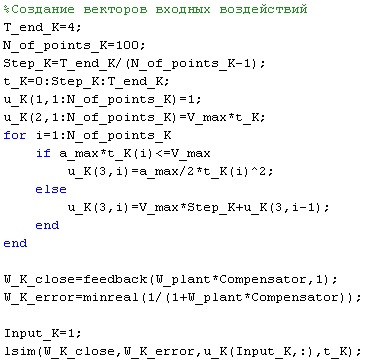 %Создание векторов входных воздействий
T_end_K=4;
N_of_points_K=100;
Step_K=T_end_K/(N_of_points_K-1);
t_K=0:Step_K:T_end_K;
u_K(1,1:N_of_points_K)=1;
u_K(2,1:N_of_points_K)=V_max*t_K;
for i=1:N_of_points_K
    if a_max*t_K(i)<=V_max
        u_K(3,i)=a_max/2*t_K(i)^2;
    else
        u_K(3,i)=V_max*Step_K+u_K(3,i-1);
    end
end
W_K_close=feedback(W_plant*Compensator,1);
W_K_error=minreal(1/(1+W_plant*Compensator));
Input_K=1;
lsim(W_K_close,W_K_error,u_K(Input_K,:),t_K);